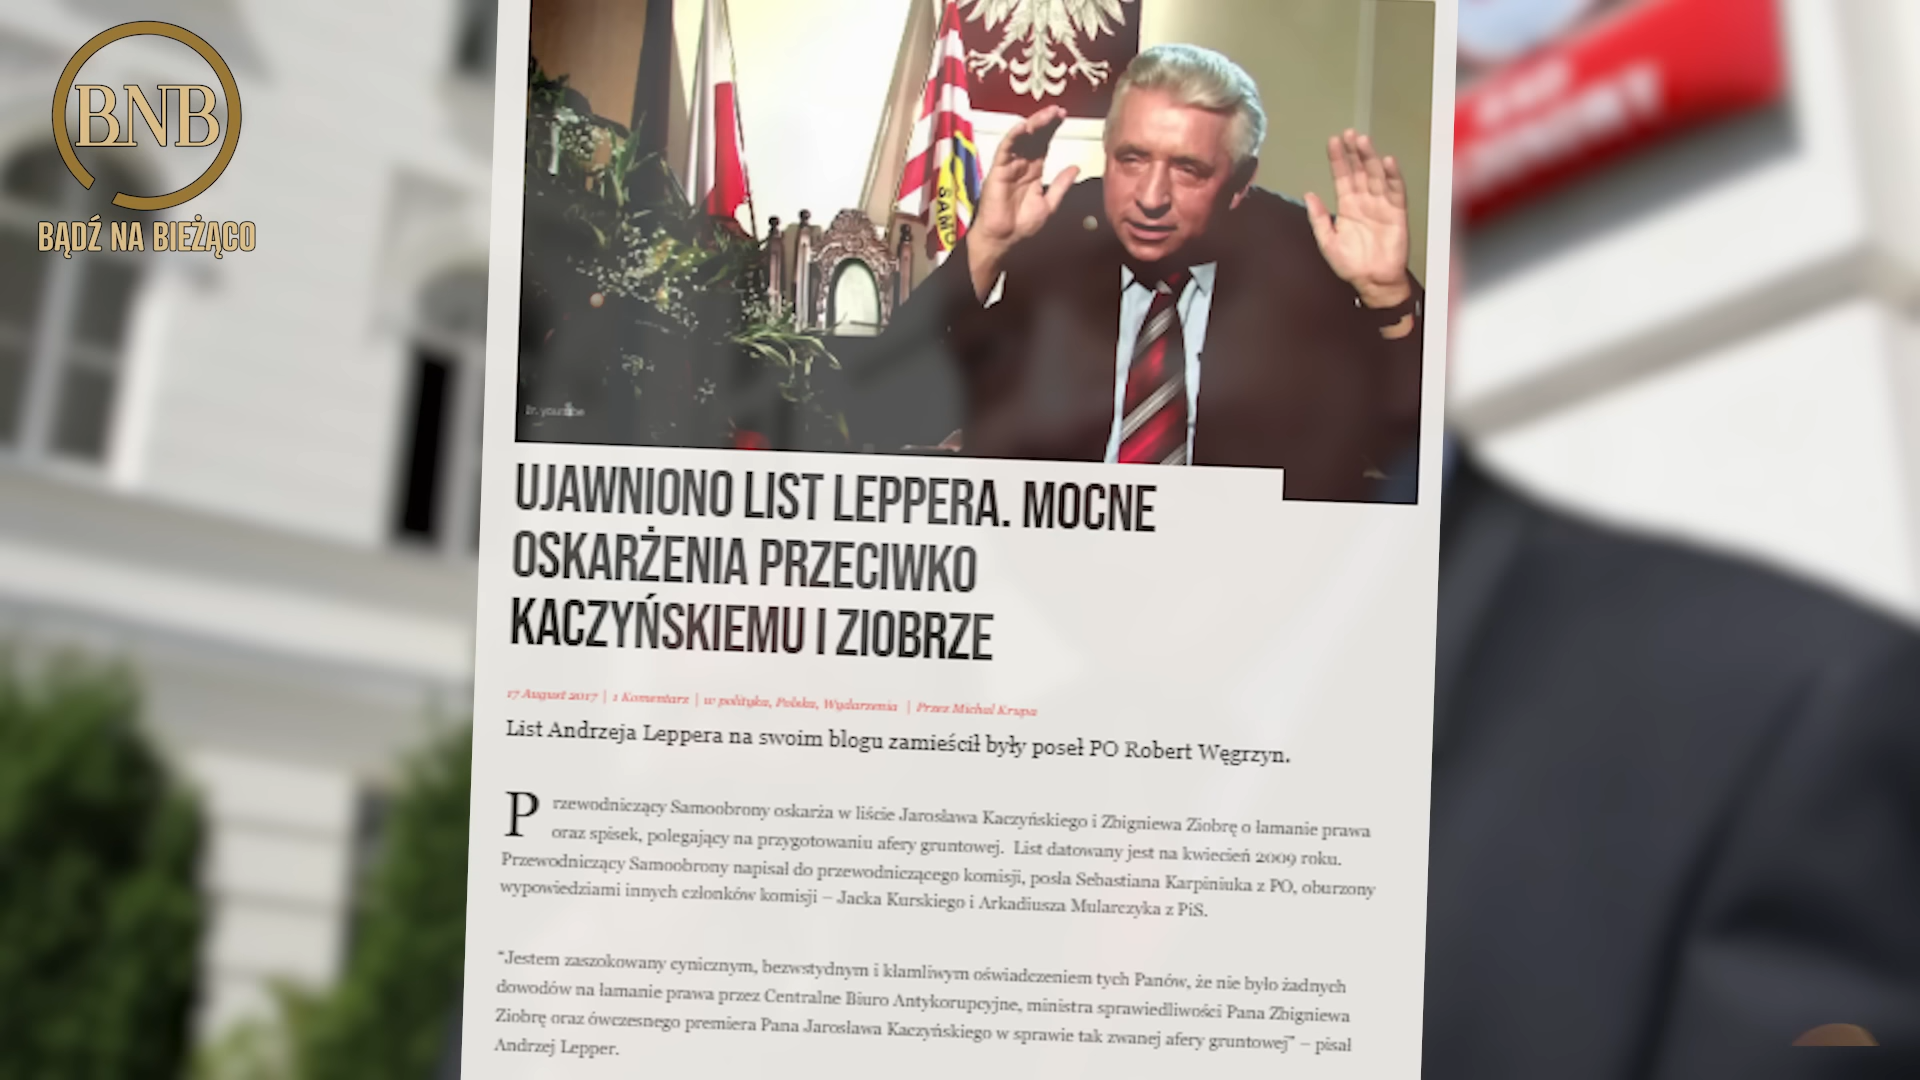 BNB
BĄDŹ NA BIEŻĄCO
SAMO
fr. youtube
UJAWNIONO LIST LEPPERA. MOCNE
OSKARŻENIA PRZECIWKO
KACZYŃSKIEMU I ZIOBRZE
17 August 2017 | 1 Komentarz | w polityka, Polska, Wydarzenia | Przez Michal Krupa
List Andrzeja Leppera na swoim blogu zamieścił były poseł PO Robert Węgrzyn.
Przewodniczący Samoobrony oskarża w liście Jarosława Kaczyńskiego i Zbigniewa Ziobrę o łamanie prawa
oraz spisek, polegający na przygotowaniu afery gruntowej. List datowany jest na kwiecień 2009 roku.
Przewodniczący Samoobrony napisał do przewodniczącego komisji, posła Sebastiana Karpiniuka z PO, oburzony
wypowiedziami innych członków komisji – Jacka Kurskiego i Arkadiusza Mularczyka z PiS.
"Jestem zaszokowany cynicznym, bezwstydnym i kłamliwym oświadczeniem tych Panów, że nie było żadnych
dowodów na łamanie prawa przez Centralne Biuro Antykorupcyjne, ministra sprawiedliwości Pana Zbigniewa
Ziobrę oraz ówczesnego premiera Pana Jarosława Kaczyńskiego w sprawie tak zwanej afery gruntowej" – pisał
Andrzej Lepper.